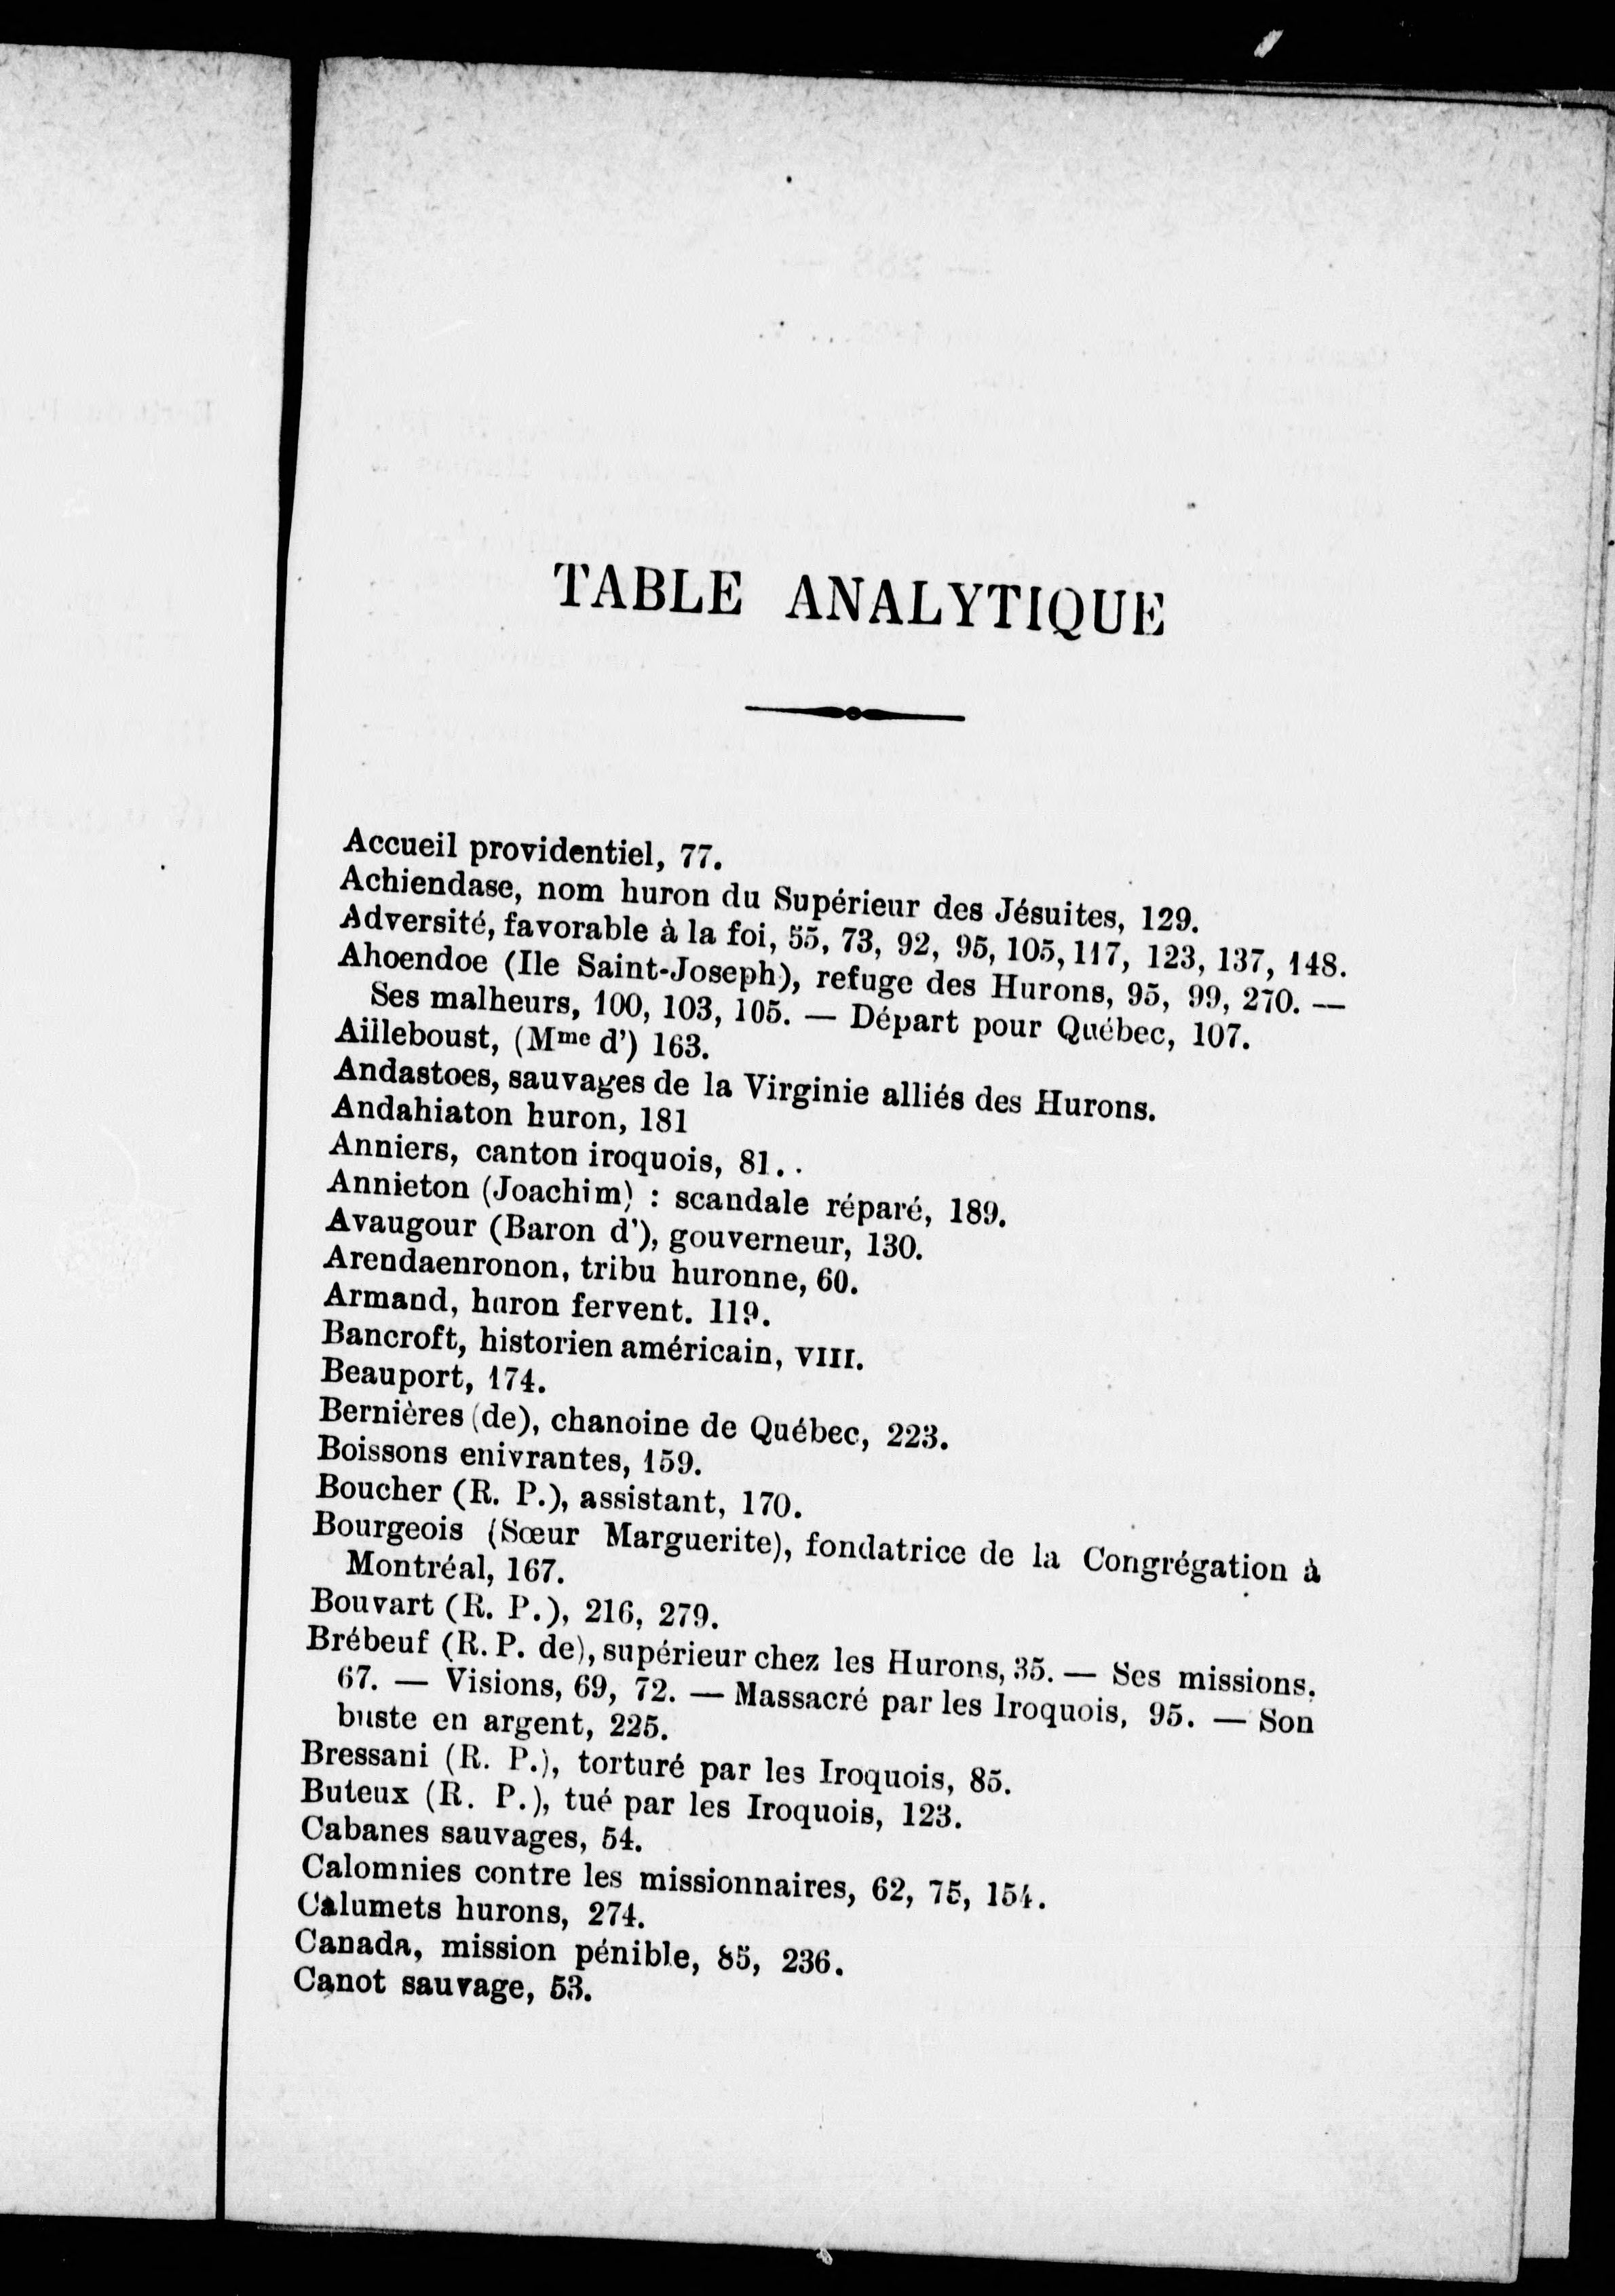 TABLE ANALYTIQUE
Accueil providentiel, 77.
Achiendase, nom huron du Supérieur des Jésuites, 129.
Adversité, favorable à la foi, 55, 73, 92, 95, 105, 117, 123, 137, 148.
Ahoendoe (Ile Saint-Joseph), refuge des Hurons, 95, 99, 270. —
Ses malheurs, 100, 103, 105. — Départ pour Québec, 107.
Ailleboust, (Mme d') 163.
Andastoes, sauvages de la Virginie alliés des Hurons.
Andahiaton huron, 181
Anniers, canton iroquois, 81..
Annieton (Joachim) : scandale réparé, 189.
Avaugour (Baron d'), gouverneur, 130.
Arendaenronon, tribu huronne, 60.
Armand, huron fervent. 119.
Bancroft, historien américain, VIII.
Beauport, 174.
Bernières (de), chanoine de Québec, 223.
Boissons enivrantes, 159.
Boucher (R. P.), assistant, 170.
Bourgeois (Sœur Marguerite), fondatrice de la Congrégation à
Montréal, 167.
Bouvart (R. P.), 216, 279.
Brébeuf (R. P. de), supérieur chez les Hurons, 35. — Ses missions.
67. — Visions, 69, 72. — Massacré par les Iroquois, 95. — Son
buste en argent, 225.
Bressani (R. P.), torturé par les Iroquois, 85.
Buteux (R. P.), tué par les Iroquois, 123.
Cabanes sauvages, 54.
Calomnies contre les missionnaires, 62, 75, 154.
Calumets hurons, 274.
Canada, mission pénible, 85, 236.
Canot sauvage, 53.